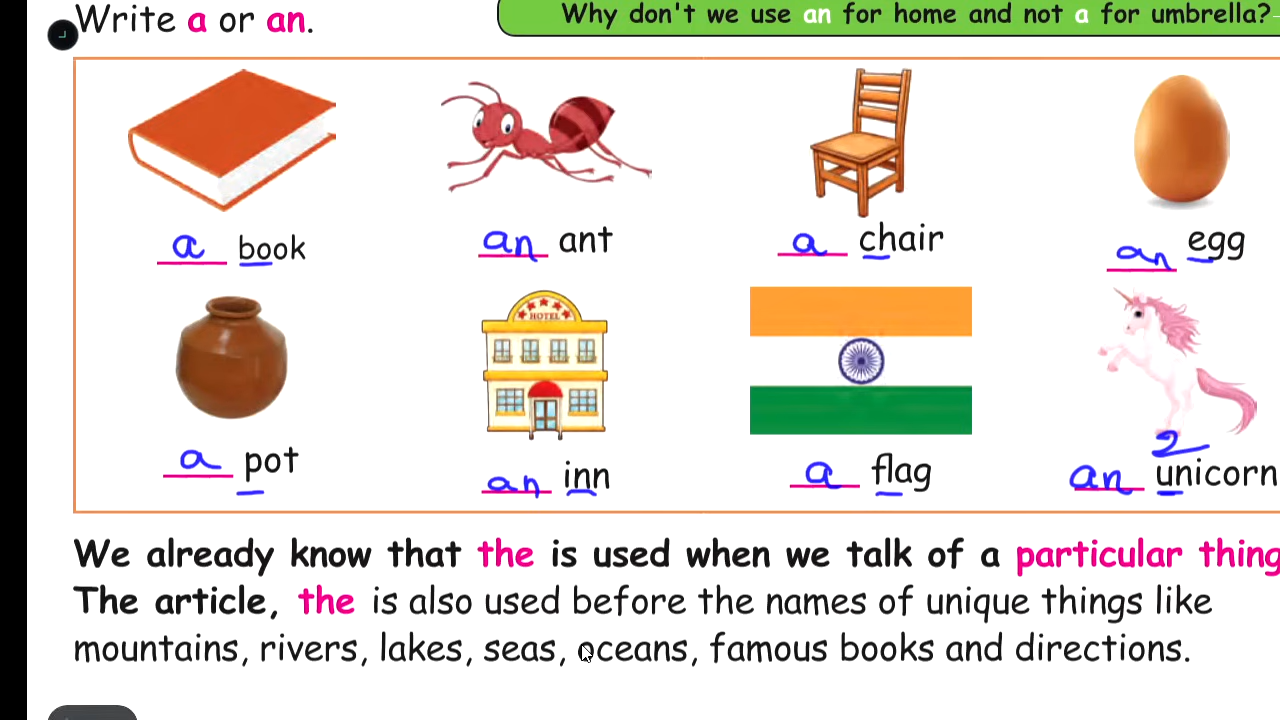 Write a or an.
Why don't we use an for home and not a for umbrella?
a book
an ant
a chair
an egg
HOTEL
a pot
an inn
a flag
an unicorn
We already know that the is used when we talk of a particular thing
The article, the is also used before the names of unique things like
mountains, rivers, lakes, seas, oceans, famous books and directions.